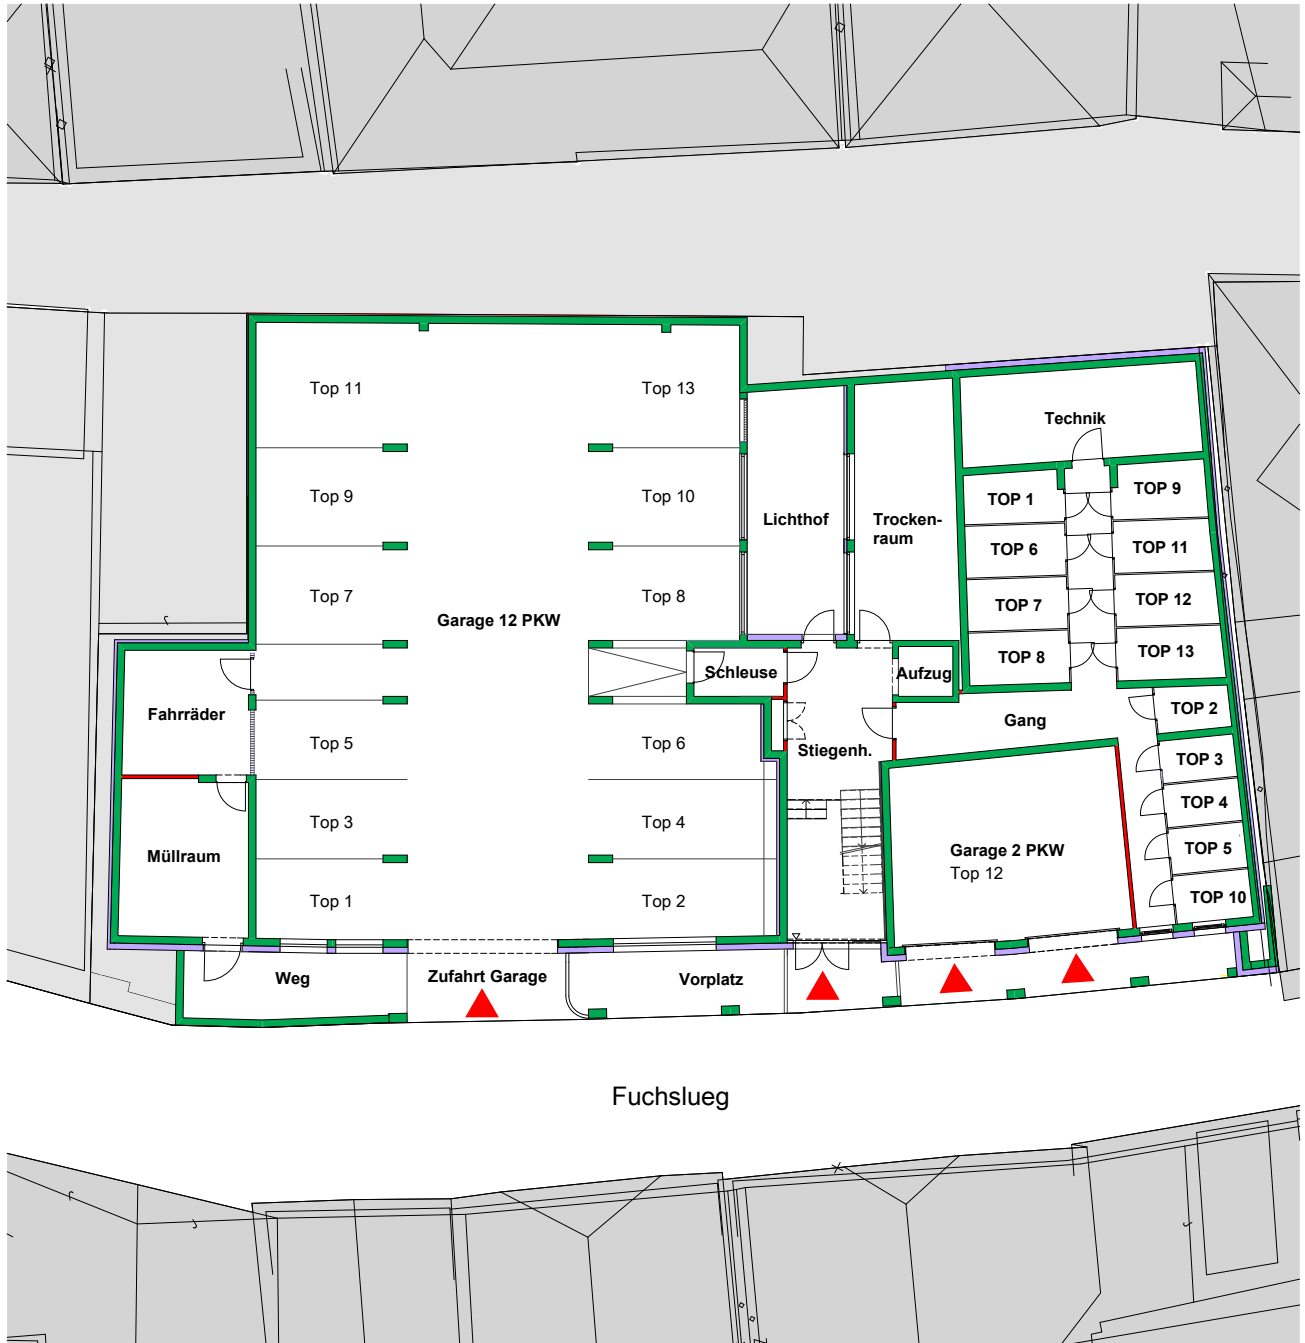 Top 11
Top 13
Technik
Top 9
Top 10
TOP 1
TOP 9
Lichthof
Trocken-
raum
TOP 6
TOP 11
Top 7
Garage 12 PKW
Top 8
TOP 7
TOP 12
TOP 8
TOP 13
Schleuse
Aufzug
Fahrräder
Gang
TOP 2
Top 5
Top 6
Stiegenh.
TOP 3
TOP 4
Top 3
Top 4
Müllraum
Garage 2 PKW
Top 12
TOP 5
TOP 10
Top 1
Top 2
Weg
Zufahrt Garage
Vorplatz
Fuchslueg